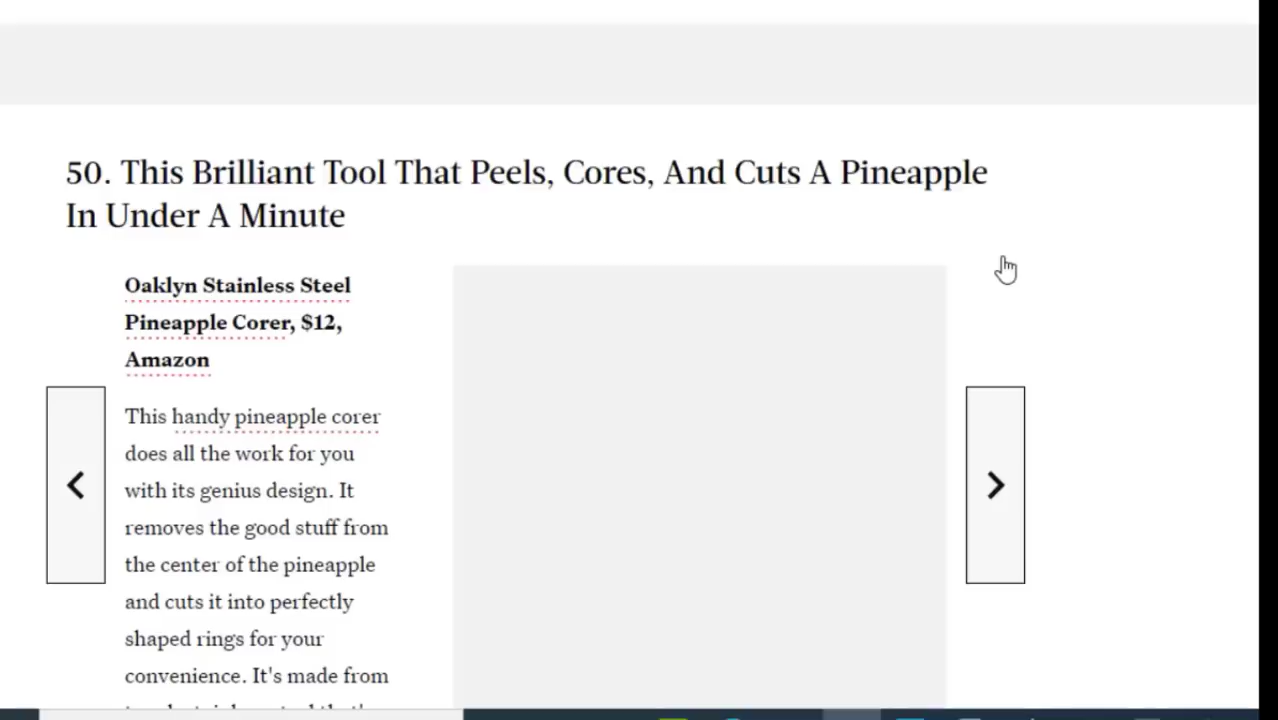 50. This Brilliant Tool That Peels, Cores, And Cuts A Pineapple
In Under A Minute
Oaklyn Stainless Steel
Pineapple Corer, $12,
Amazon
This handy pineapple corer
does all the work for you
with its genius design. It
removes the good stuff from
the center of the pineapple
and cuts it into perfectly
shaped rings for your
convenience. It's made from